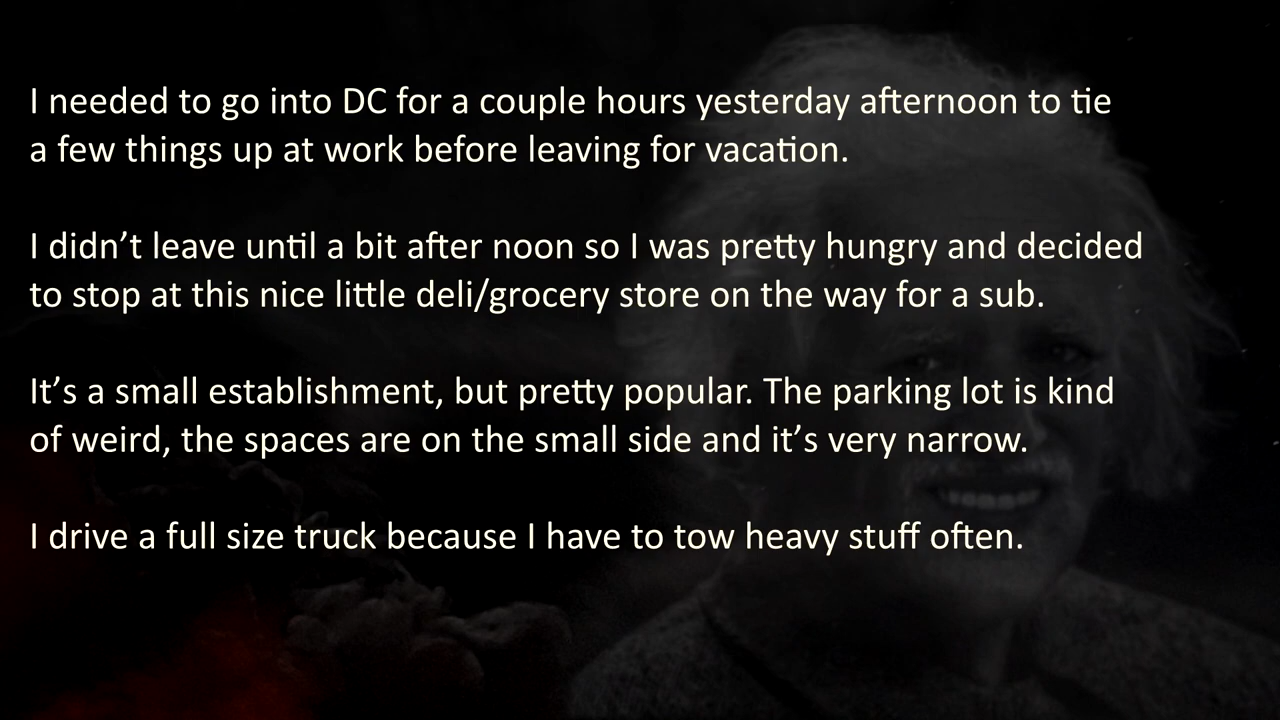 I needed to go into DC for a couple hours yesterday afternoon to tie
a few things up at work before leaving for vacation.
I didn’t leave until a bit after noon so I was pretty hungry and decided
to stop at this nice little deli/grocery store on the way for a sub.
It’s a small establishment, but pretty popular. The parking lot is kind
of weird, the spaces are on the small side and it’s very narrow.
I drive a full size truck because I have to tow heavy stuff often.